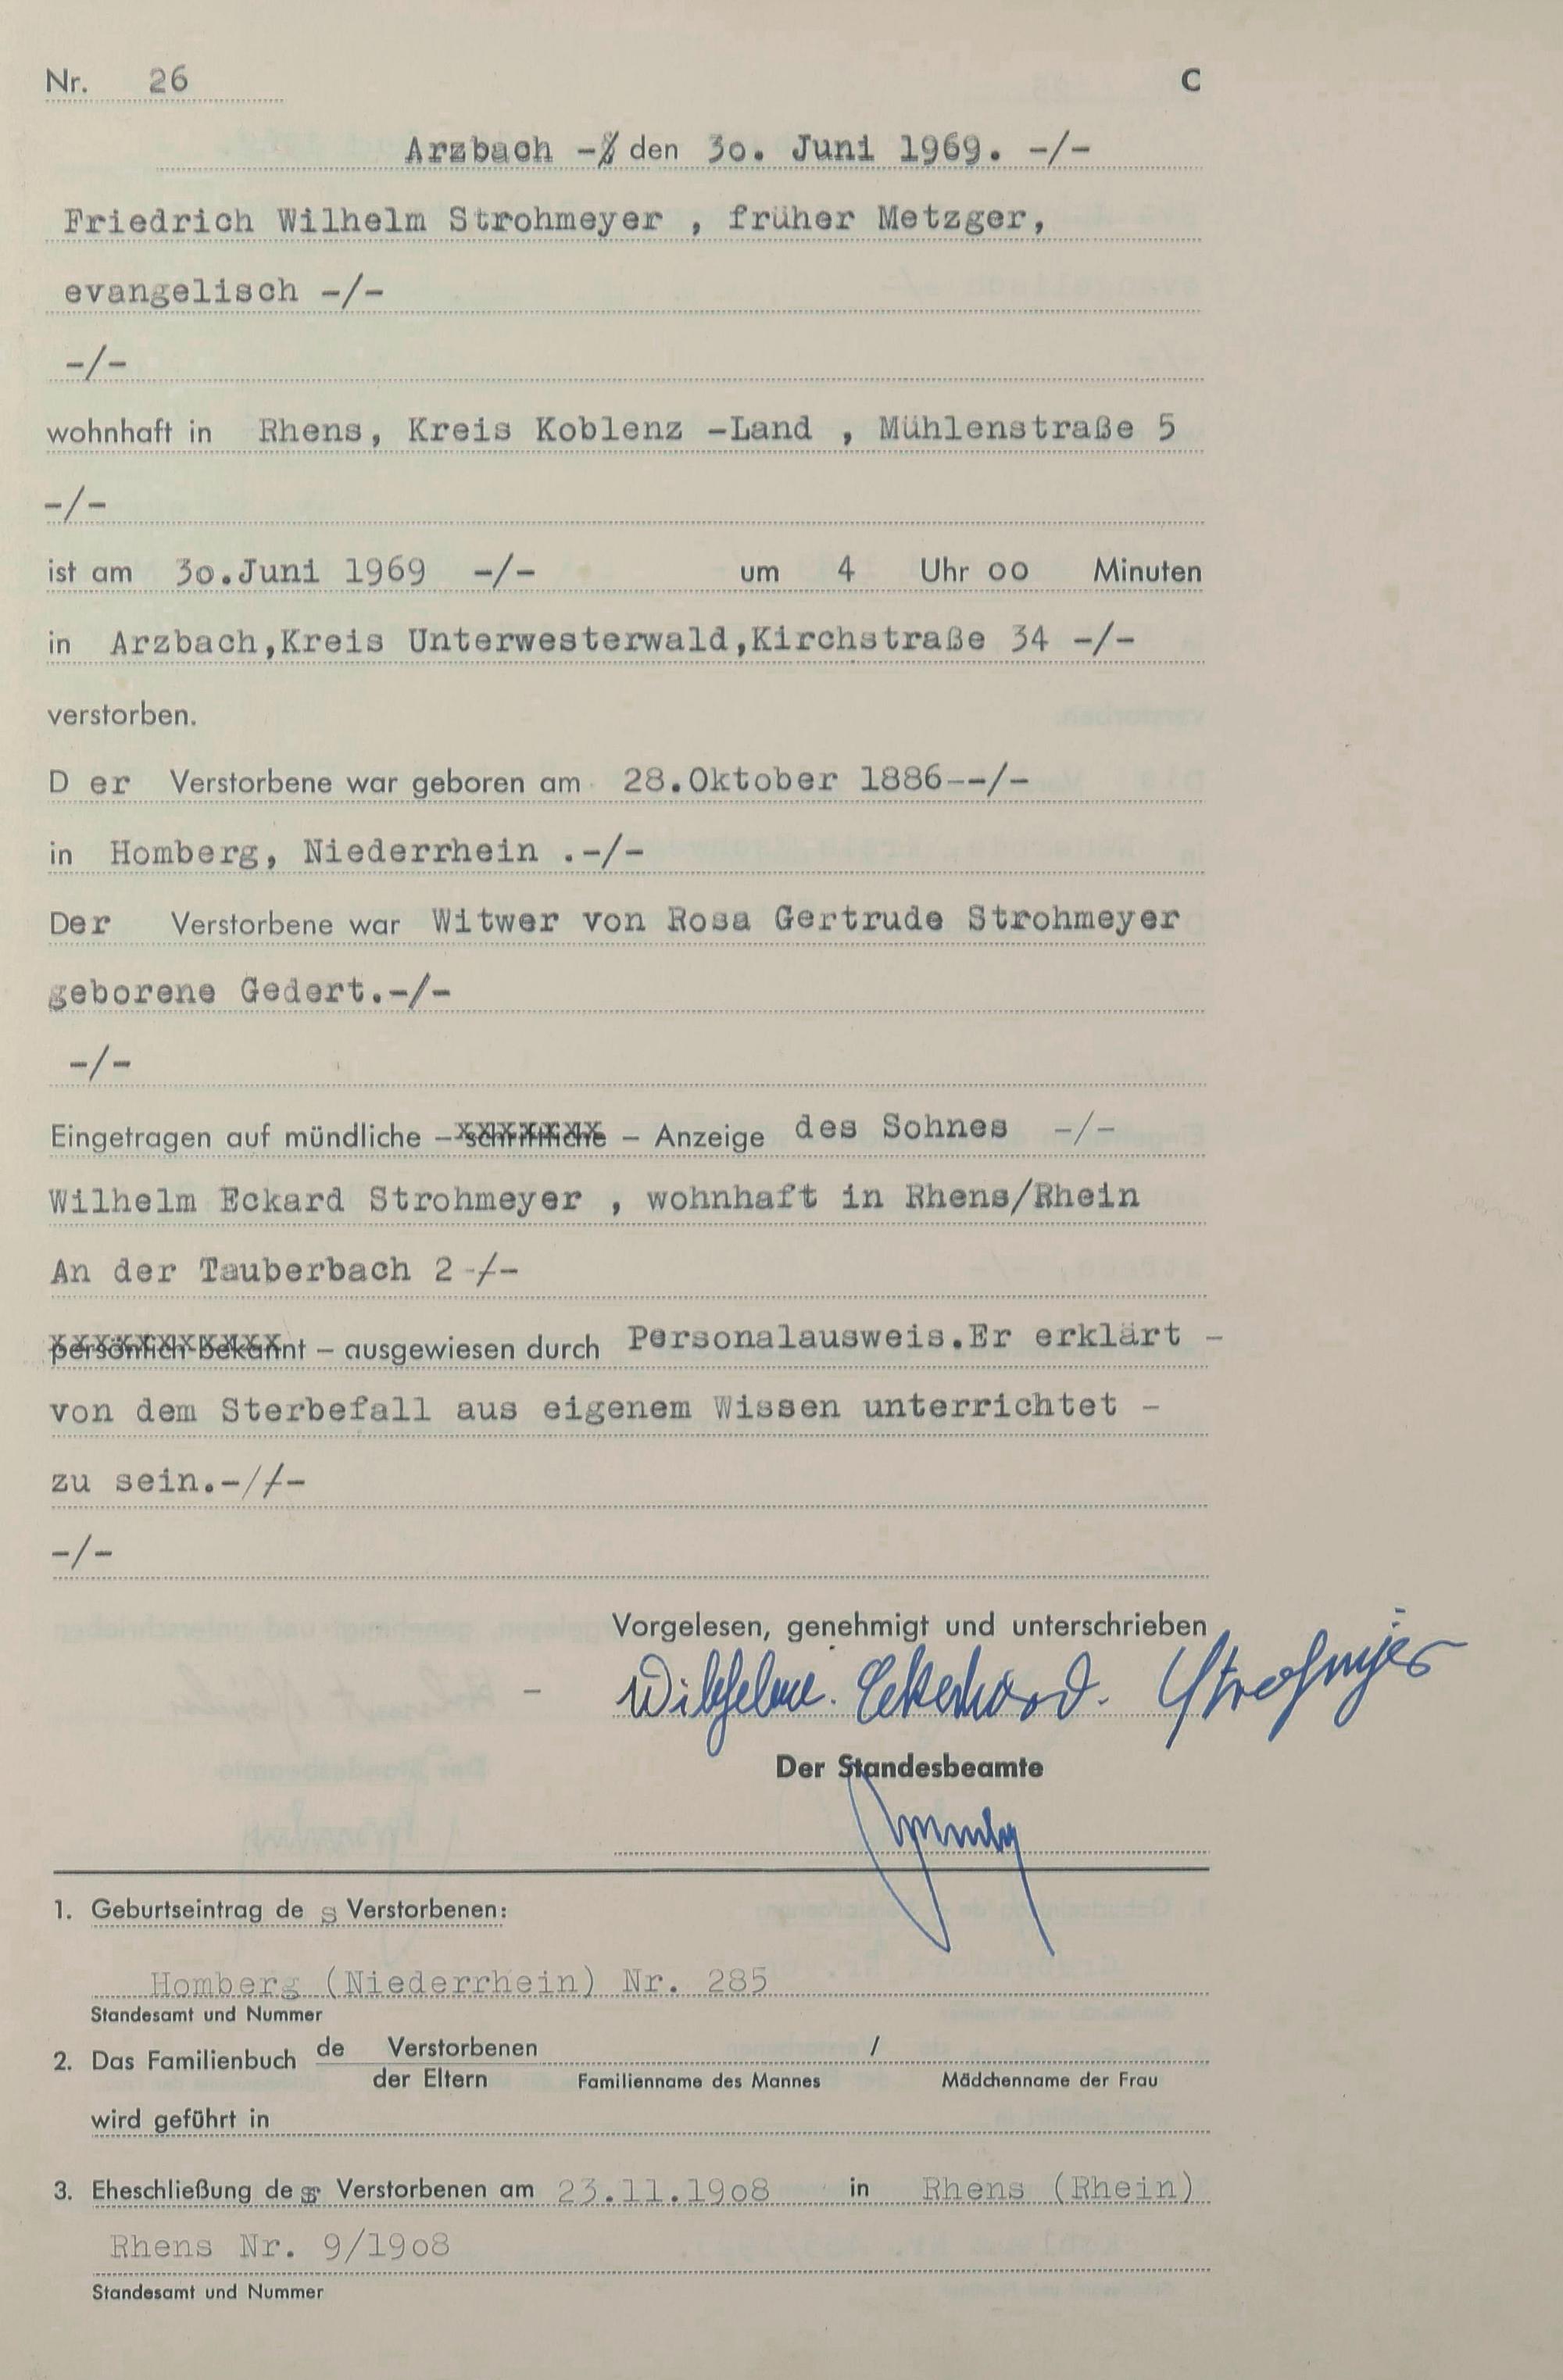 Nr. 26 C
Arzbach -/ den 3o. Juni 1969. -/-
Friedrich Wilhelm Strohmeyer , früher Metzger,
evangelisch -/-
-/-
wohnhaft in Rhens, Kreis Koblenz -Land , Mühlenstraße 5
-/-
ist am 3o.Juni 1969 -/- um 4 Uhr oo Minuten
in Arzbach,Kreis Unterwesterwald,Kirchstraße 34 -/-
verstorben.
D er Verstorbene war geboren am 28.Oktober 1886--/-
in Homberg, Niederrhein .-/-
Der Verstorbene war Witwer von Rosa Gertrude Strohmeyer
geborene Gedert.-/-
-/-
Eingetragen auf mündliche – schriftliche – Anzeige des Sohnes -/-
Wilhelm Eckard Strohmeyer , wohnhaft in Rhens/Rhein
An der Tauberbach 2 -/-
persönlich bekannt – ausgewiesen durch Personalausweis.Er erklärt -
von dem Sterbefall aus eigenem Wissen unterrichtet -
zu sein.-//-
-/-
Vorgelesen, genehmigt und unterschrieben
- Wilhelm. Eckehard. Strohmeyer
Der Standesbeamte
1. Geburtseintrag de s Verstorbenen:
Homberg (Niederrhein) Nr. 285
Standesamt und Nummer
2. Das Familienbuch de Verstorbenen /
der Eltern Familienname des Mannes Mädchenname der Frau
wird geführt in
3. Eheschließung des Verstorbenen am 23.11.19o8 in Rhens (Rhein)
Rhens Nr. 9/19o8
Standesamt und Nummer